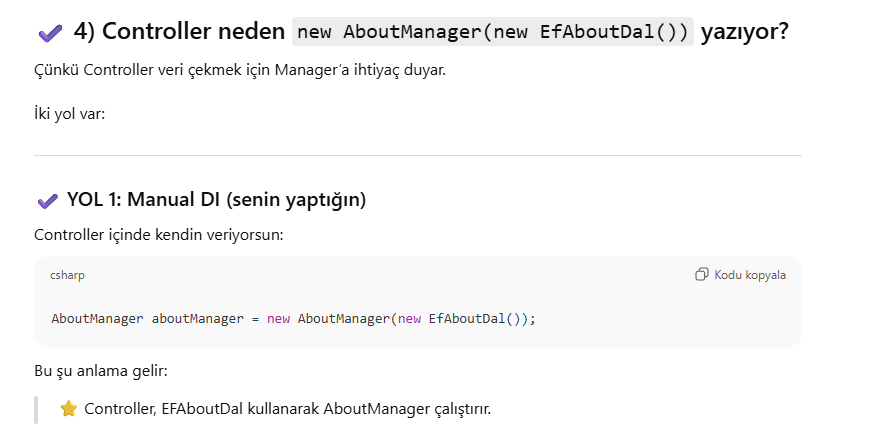 4) Controller neden new AboutManager(new EfAboutDal()) yazıyor?
Çünkü Controller veri çekmek için Manager’a ihtiyaç duyar.
İki yol var:
YOL 1: Manual DI (senin yaptığın)
Controller içinde kendin veriyorsun:
csharp
Kodu kopyala
AboutManager aboutManager = new AboutManager(new EfAboutDal());
Bu şu anlama gelir:
Controller, EFAboutDal kullanarak AboutManager çalıştırır.